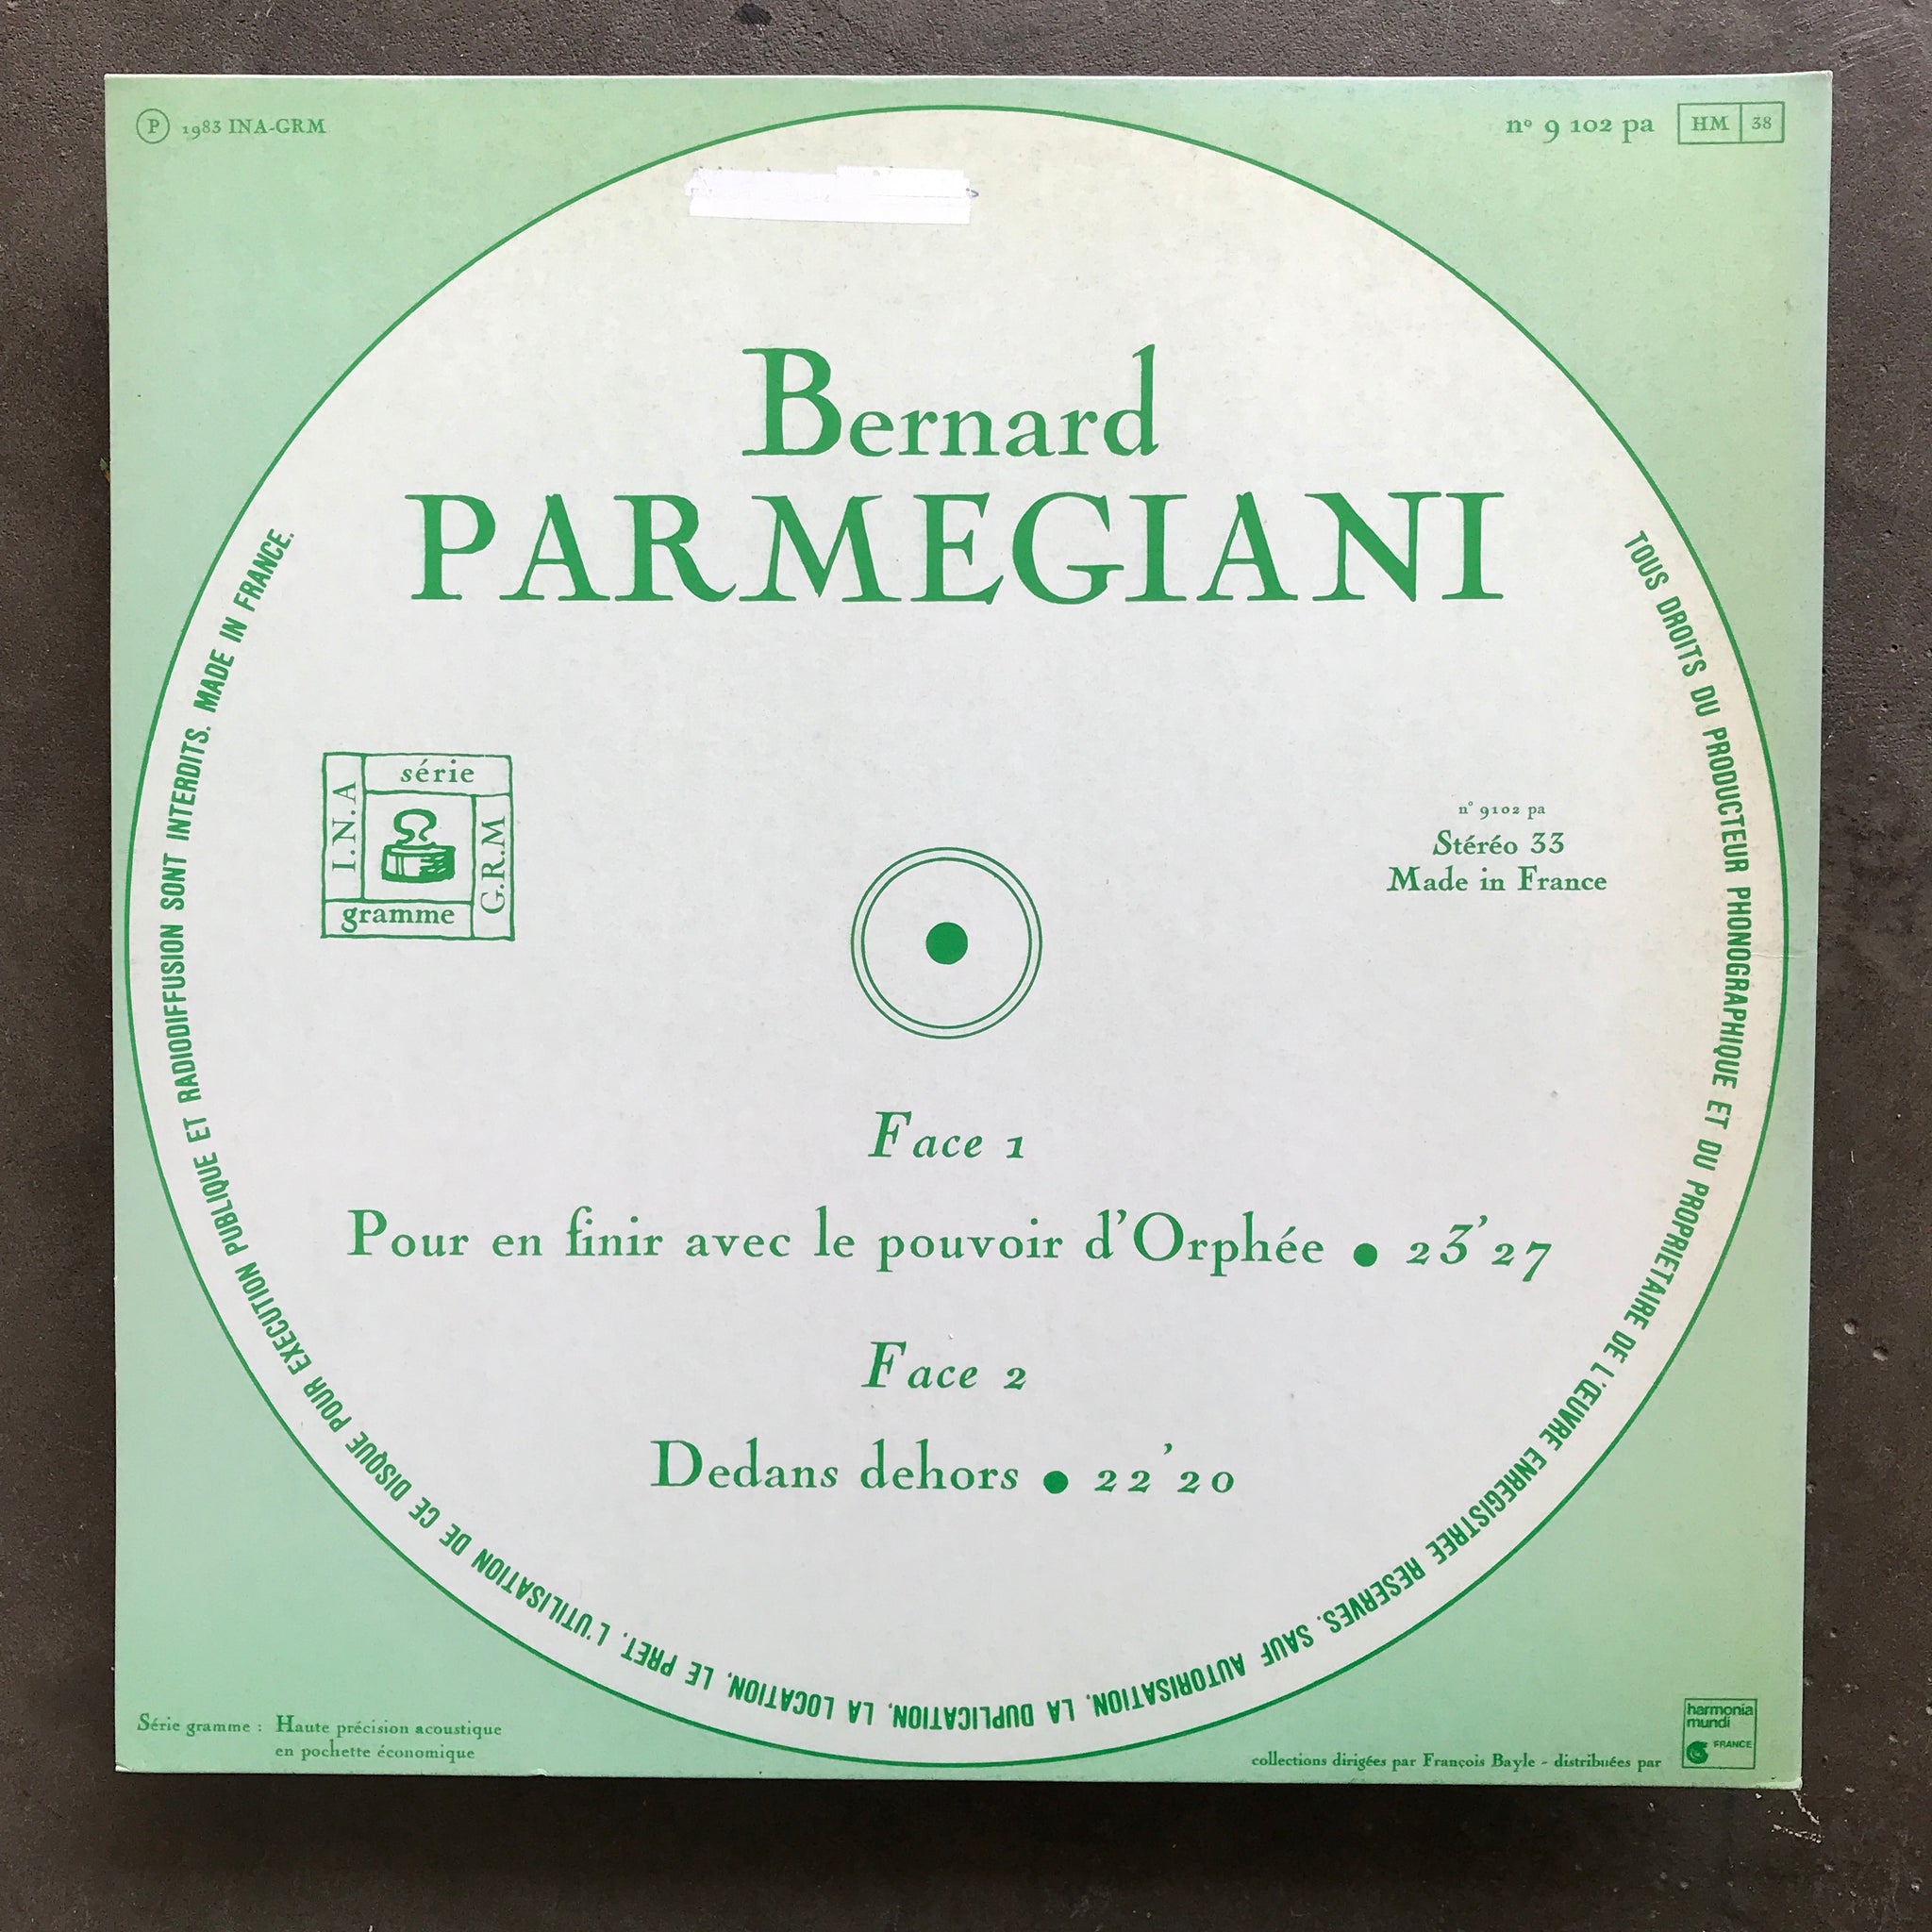 Ⓟ 1983 INA-GRM
nº 9 102 pa HM 38
Bernard
PARMEGIANI
série
I.N.A
G.R.M
gramme
n° 9102 pa
Stéréo 33
Made in France
Face 1
Pour en finir avec le pouvoir d'Orphée ● 23'27
Face 2
Dedans dehors ● 22'20
TOUS DROITS DU PRODUCTEUR PHONOGRAPHIQUE ET DU PROPRIETAIRE DE L'ŒUVRE ENREGISTREE RESERVES. SAUF AUTORISATION, LA DUPLICATION, LA LOCATION, LE PRET, L'UTILISATION DE CE DISQUE POUR EXECUTION PUBLIQUE ET RADIODIFFUSION SONT INTERDITS. MADE IN FRANCE.
Série gramme : Haute précision acoustique
en pochette économique
collections dirigées par François Bayle - distribuées par
harmonia
mundi
FRANCE